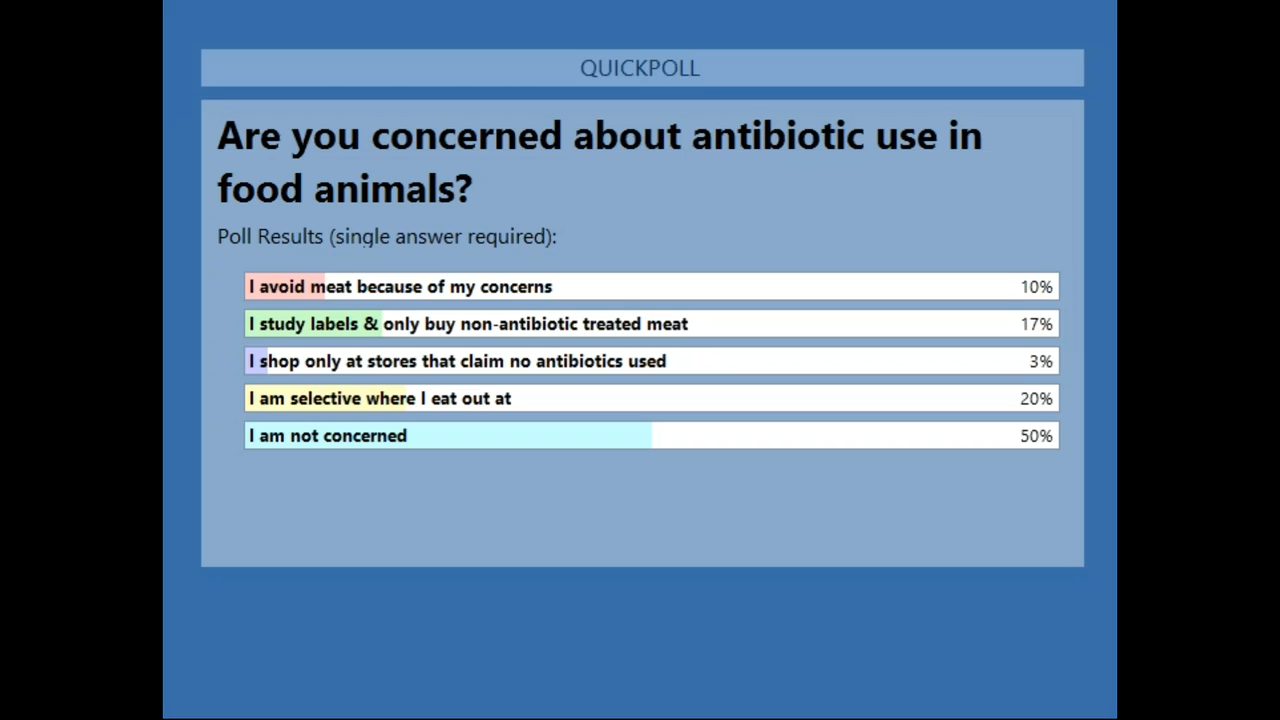 QUICKPOLL
Are you concerned about antibiotic use in
food animals?
Poll Results (single answer required):
I avoid meat because of my concerns 10%
I study labels & only buy non-antibiotic treated meat 17%
I shop only at stores that claim no antibiotics used 3%
I am selective where I eat out at 20%
I am not concerned 50%